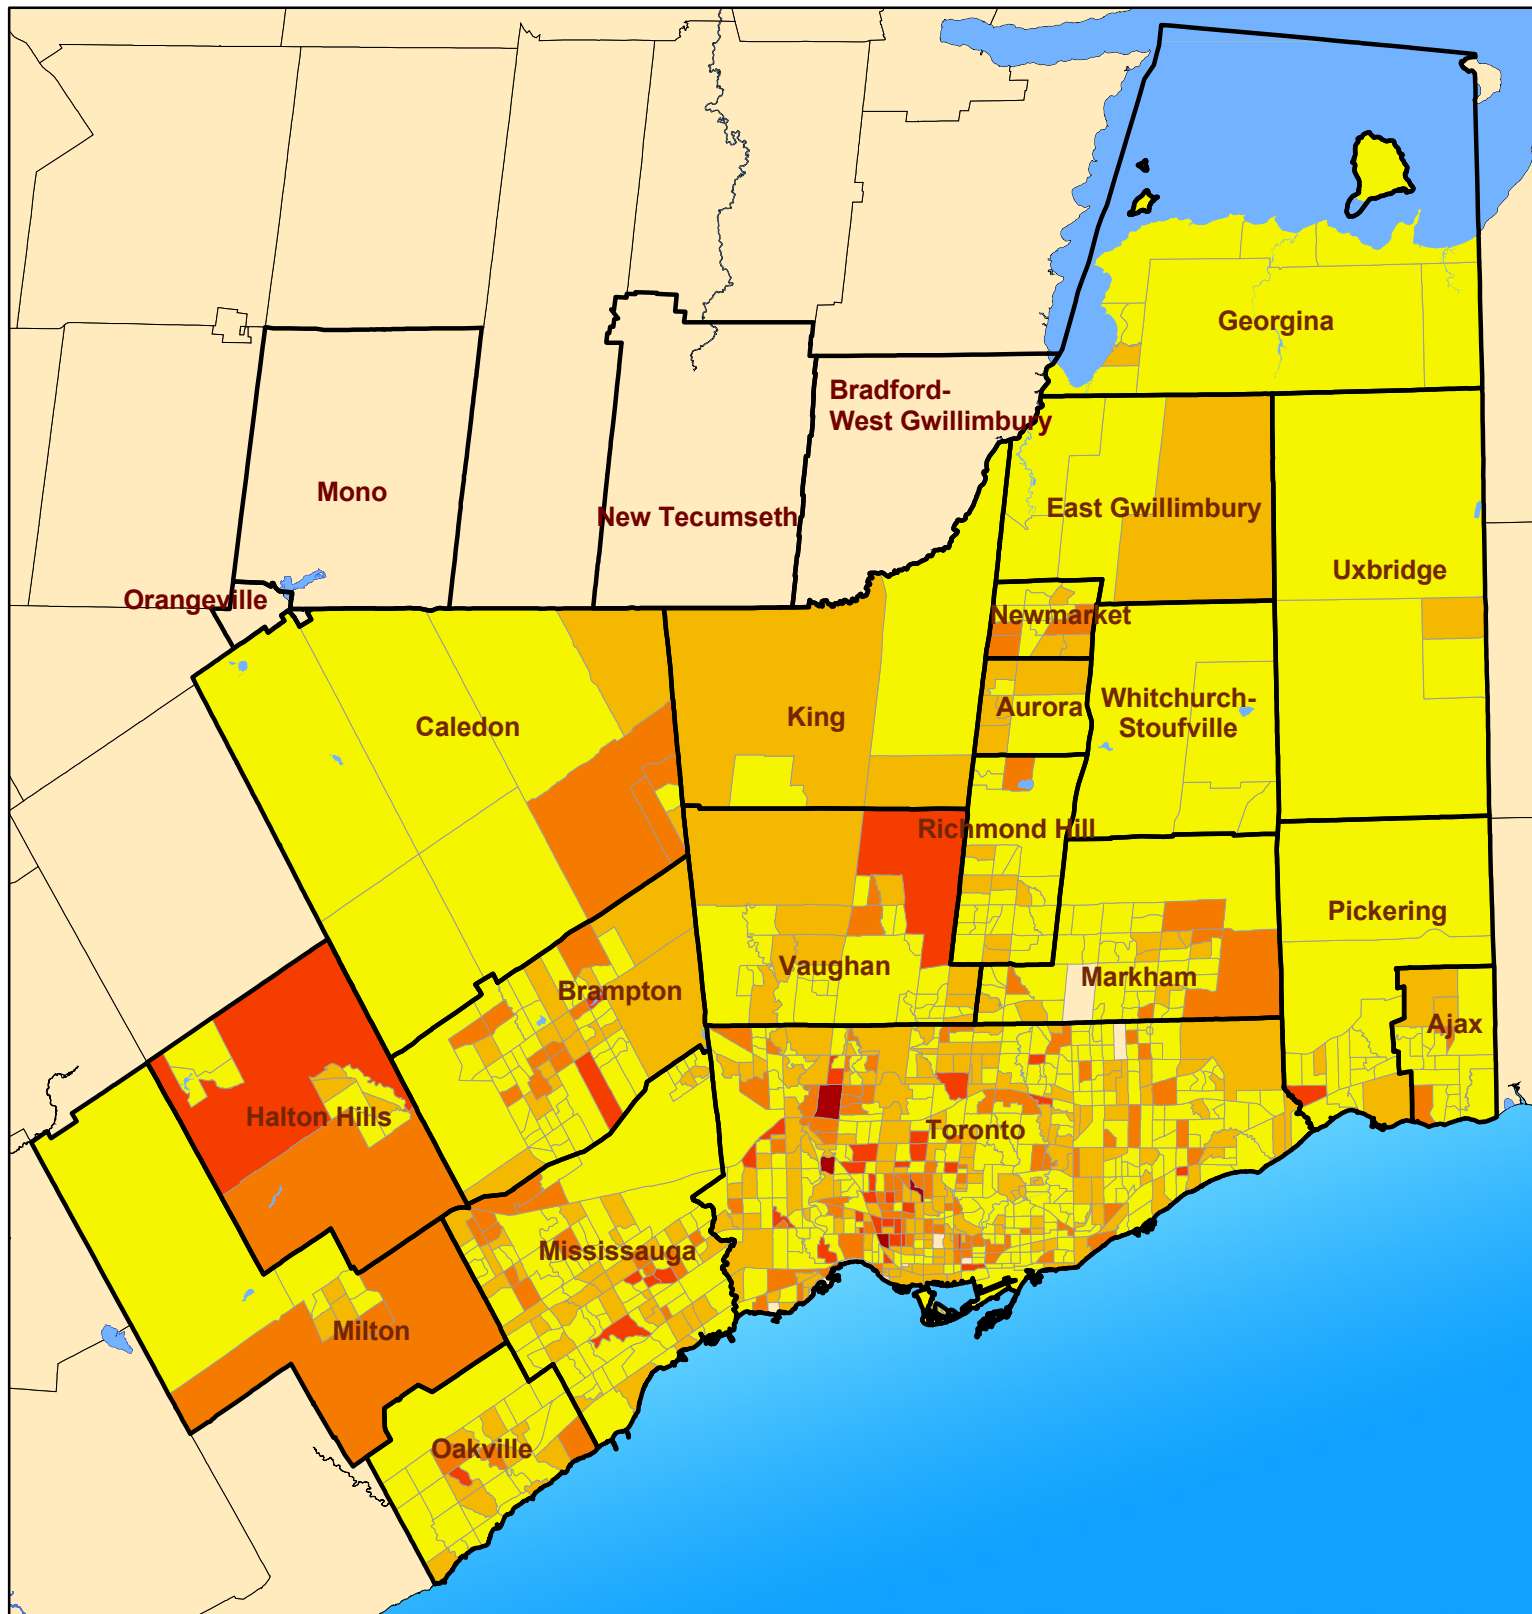 Georgina
Bradford-
West Gwillimbury
Mono
New Tecumseth
East Gwillimbury
Uxbridge
Orangeville
Newmarket
Caledon
King
Aurora
Whitchurch-
Stoufville
Richmond Hill
Pickering
Vaughan
Markham
Brampton
Ajax
Halton Hills
Toronto
Mississauga
Milton
Oakville